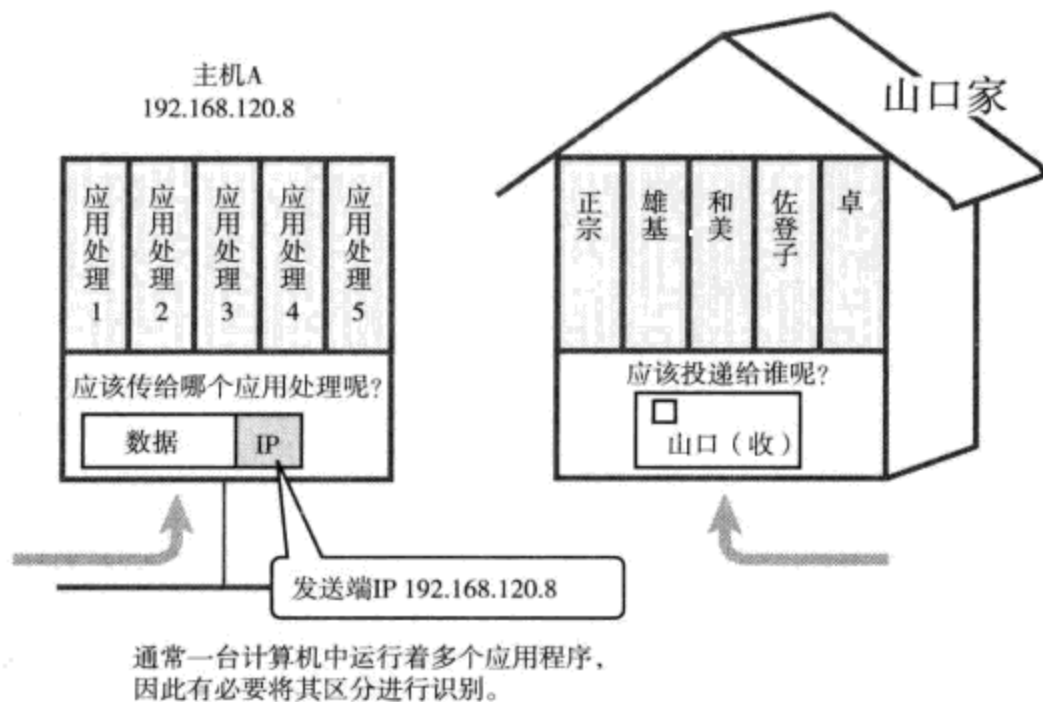 主机A
192.168.120.8
应用处理1
应用处理2
应用处理3
应用处理4
应用处理5
应该传给哪个应用处理呢?
数据
IP
发送端IP 192.168.120.8
山口家
正宗
雄基
和美
佐登子
卓
应该投递给谁呢?
山口（收）
通常一台计算机中运行着多个应用程序，
因此有必要将其区分进行识别。